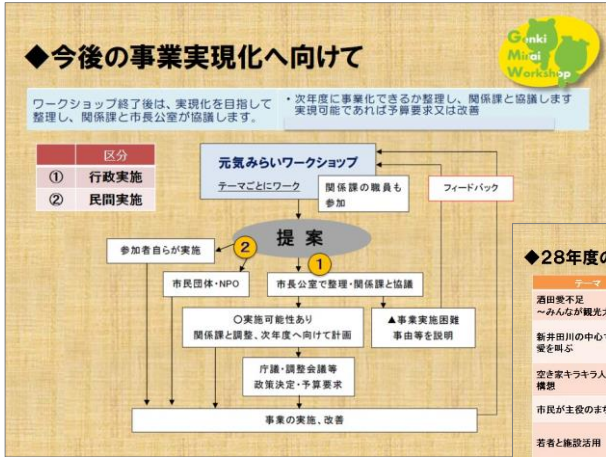 ◆今後の事業実現化へ向けて
Genki
Mirai
Workshop
ワークショップ終了後は、実現化を目指して
整理し、関係課と市長公室が協議します。
・次年度に事業化できるか整理し、関係課と協議します
実現可能であれば予算要求又は改善
区分
① 行政実施
② 民間実施
元気みらいワークショップ
テーマごとにワーク
関係課の職員も
参加
フィードバック
提案
参加者自らが実施
②
①
市民団体・NPO
市長公室で整理・関係課と協議
〇実施可能性あり
関係課と調整、次年度へ向けて計画
▲事業実施困難
事由等を説明
庁議・調整会議等
政策決定・予算要求
事業の実施、改善
◆28年度の
テーマ
酒田愛不足
～みんなが観光大
新井田川の中心で
愛を叫ぶ
空き家キラキラ人
構想
市民が主役のまち
若者と施設活用